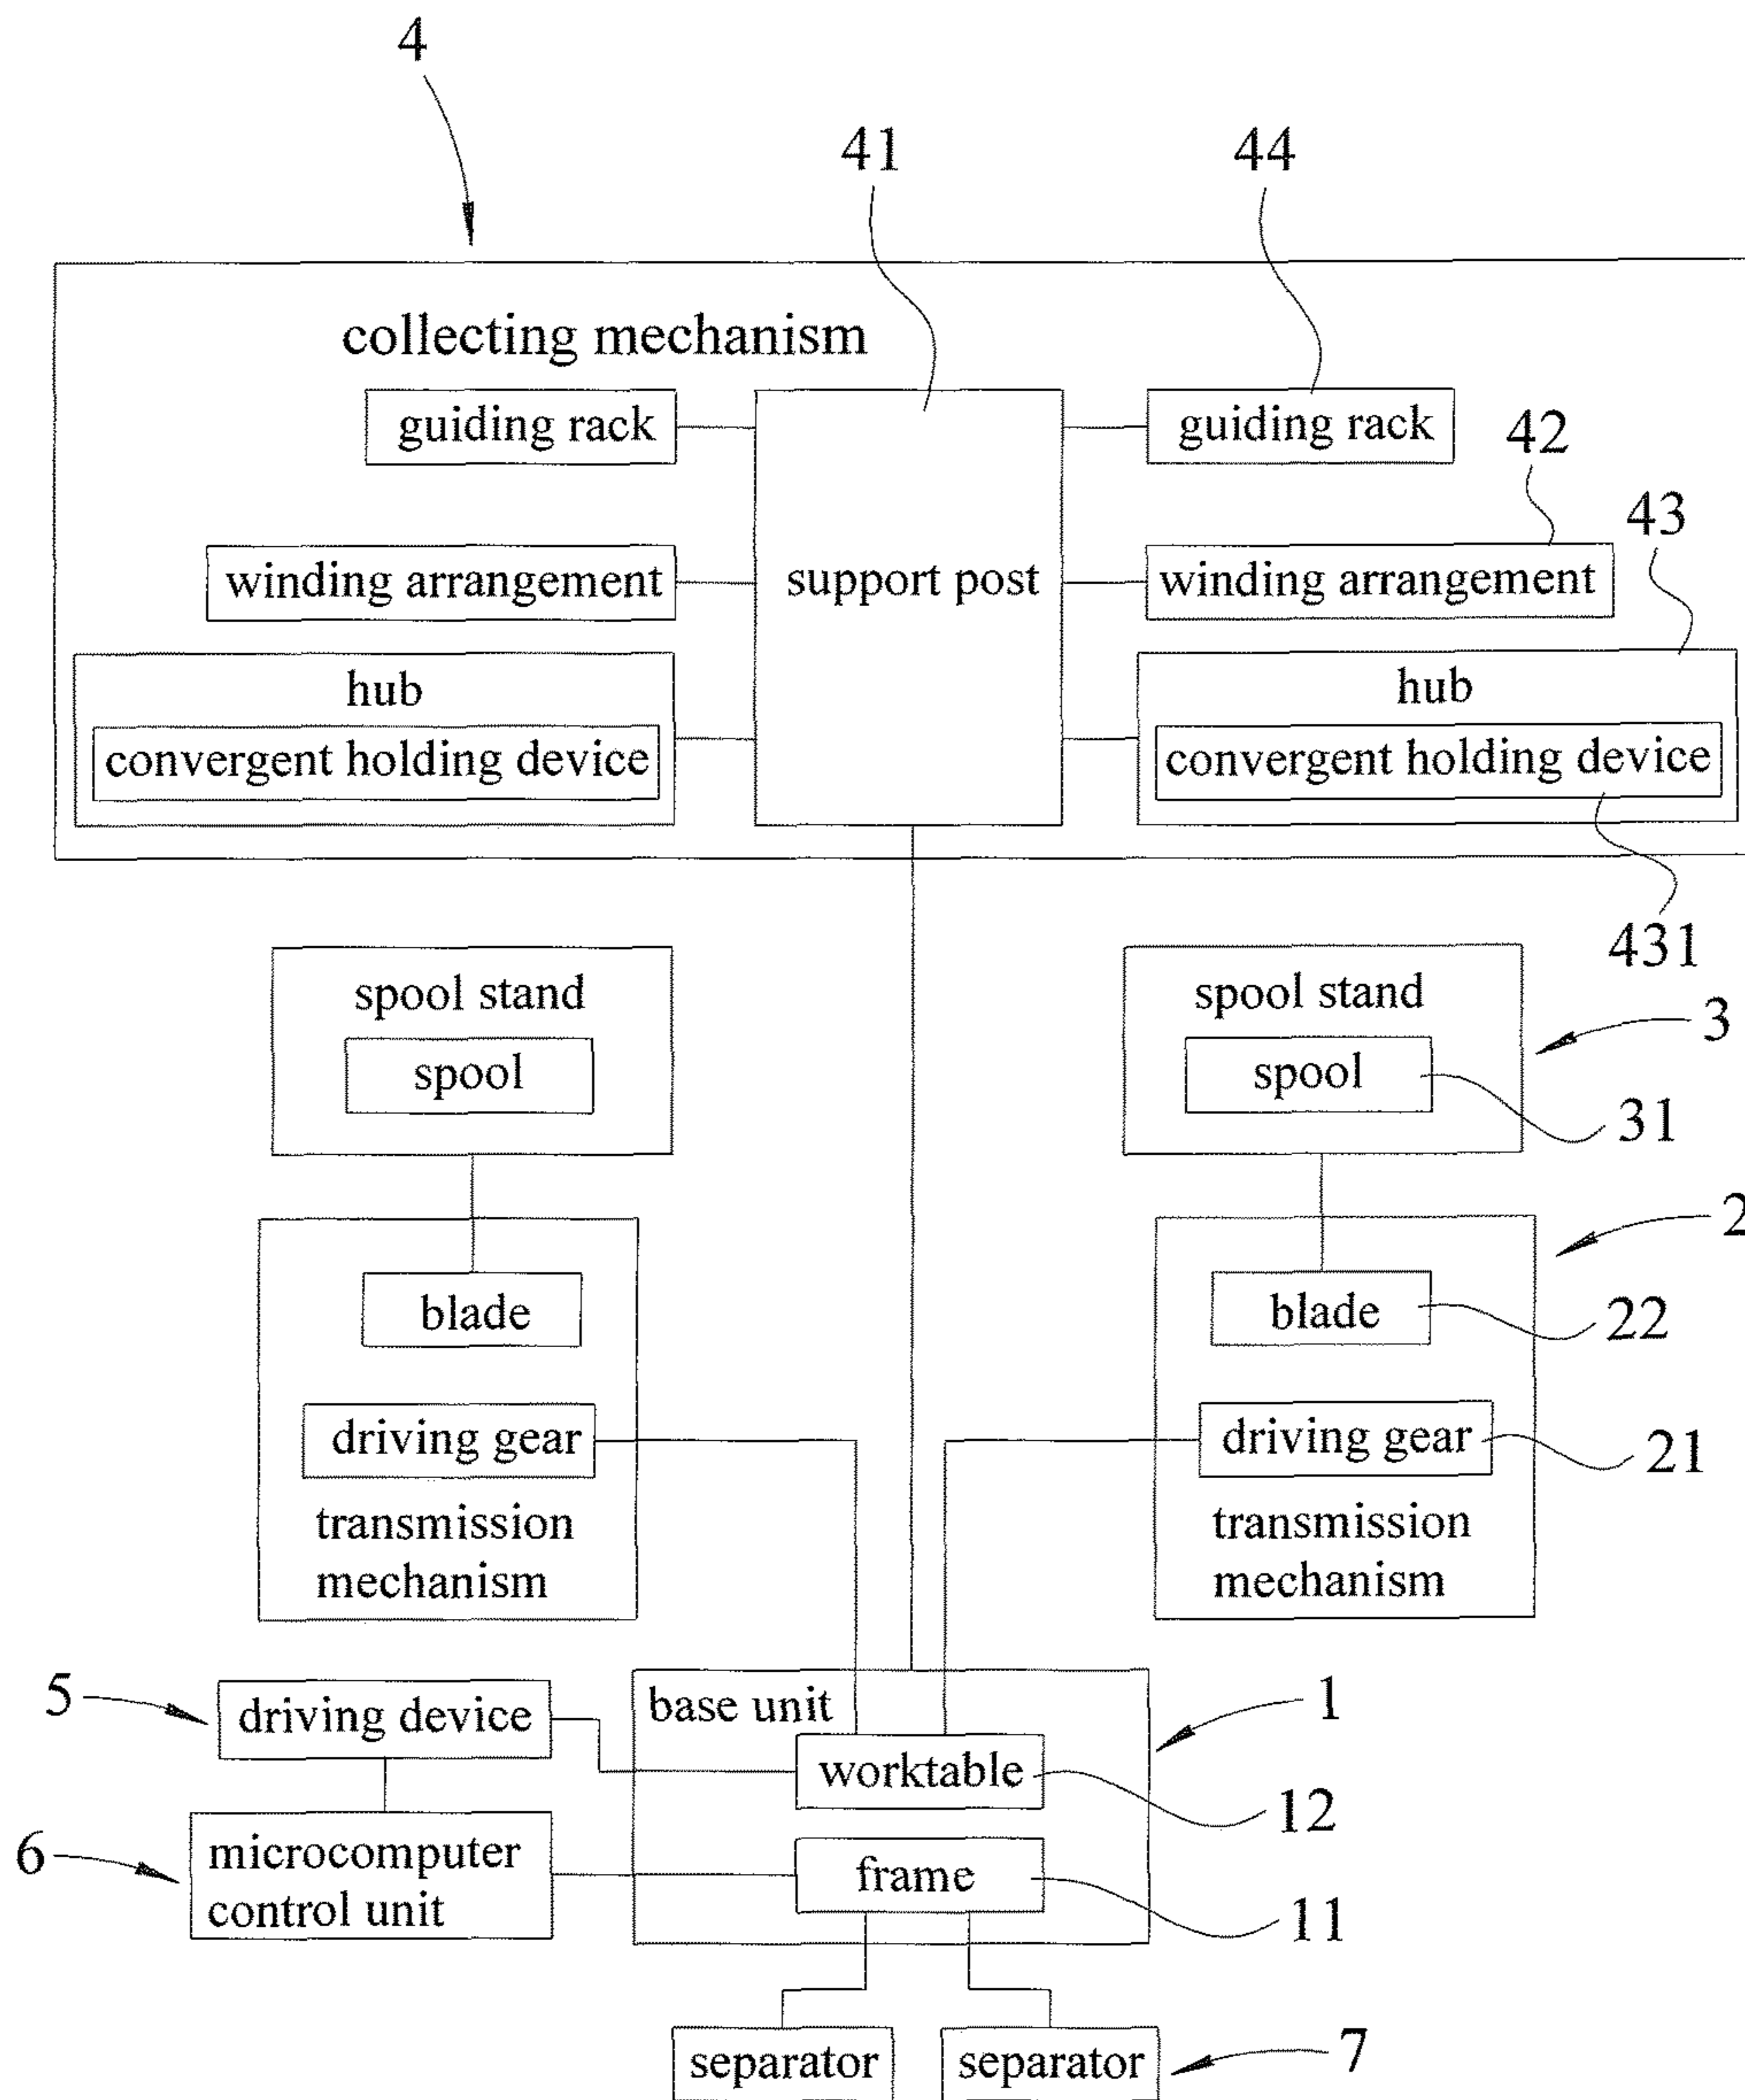 4
41
44
collecting mechanism
guiding rack
guiding rack
42
43
winding arrangement
support post
winding arrangement
hub
hub
convergent holding device
convergent holding device
431
spool stand
spool stand
3
spool
spool
31
2
blade
blade
22
driving gear
driving gear
21
transmission
mechanism
transmission
mechanism
5
driving device
base unit
1
worktable
12
6
microcomputer
control unit
frame
11
separator
separator
7